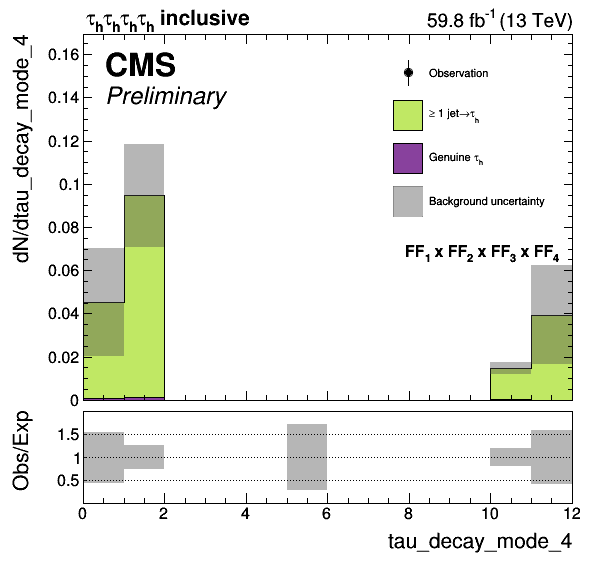 τhτhτhτh inclusive
59.8 fb-1 (13 TeV)
CMS
Preliminary
Observation
≥ 1 jet→τh
Genuine τh
Background uncertainty
FF1 x FF2 x FF3 x FF4
dN/dtau_decay_mode_4
0.16
0.14
0.12
0.1
0.08
0.06
0.04
0.02
0
Obs/Exp
1.5
1
0.5
0 2 4 6 8 10 12
tau_decay_mode_4